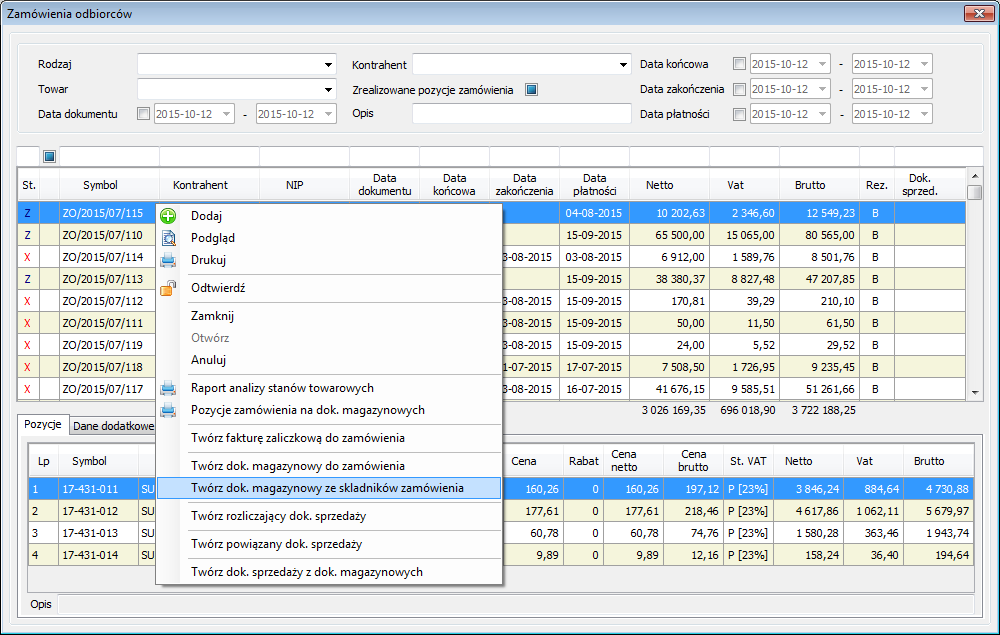 Zamówienia odbiorców
Rodzaj Kontrahent Data końcowa 2015-10-12 - 2015-10-12
Towar Zrealizowane pozycje zamówienia Data zakończenia 2015-10-12 - 2015-10-12
Data dokumentu 2015-10-12 - 2015-10-12 Opis Data płatności 2015-10-12 - 2015-10-12
St. Symbol Kontrahent NIP Data dokumentu Data końcowa Data zakończenia Data płatności Netto Vat Brutto Rez. Dok. sprzed.
Z ZO/2015/07/115 04-08-2015 10 202,63 2 346,60 12 549,23 B
Z ZO/2015/07/110 15-09-2015 65 500,00 15 065,00 80 565,00 B
X ZO/2015/07/114 3-08-2015 03-08-2015 6 912,00 1 589,76 8 501,76 B
Z ZO/2015/07/113 15-09-2015 38 380,37 8 827,48 47 207,85 B
X ZO/2015/07/112 3-08-2015 15-09-2015 170,81 39,29 210,10 B
X ZO/2015/07/111 3-08-2015 15-09-2015 50,00 11,50 61,50 B
X ZO/2015/07/119 3-08-2015 15-09-2015 24,00 5,52 29,52 B
X ZO/2015/07/118 1-07-2015 17-07-2015 7 508,50 1 726,95 9 235,45 B
X ZO/2015/07/117 3-08-2015 16-07-2015 41 676,15 9 585,51 51 261,66 B
3 026 169,35 696 018,90 3 722 188,25
Dodaj
Podgląd
Drukuj
Odtwierdź
Zamknij
Otwórz
Anuluj
Raport analizy stanów towarowych
Pozycje zamówienia na dok. magazynowych
Twórz fakturę zaliczkową do zamówienia
Twórz dok. magazynowy do zamówienia
Twórz dok. magazynowy ze składników zamówienia
Twórz rozliczający dok. sprzedaży
Twórz powiązany dok. sprzedaży
Twórz dok. sprzedaży z dok. magazynowych
Pozycje Dane dodatkowe
Lp Symbol Cena Rabat Cena netto Cena brutto St. VAT Netto Vat Brutto
1 17-431-011 SU 160,26 0 160,26 197,12 P [23%] 3 846,24 884,64 4 730,88
2 17-431-012 SU 177,61 0 177,61 218,46 P [23%] 4 617,86 1 062,11 5 679,97
3 17-431-013 SU 60,78 0 60,78 74,76 P [23%] 1 580,28 363,46 1 943,74
4 17-431-014 SU 9,89 0 9,89 12,16 P [23%] 158,24 36,40 194,64
Opis